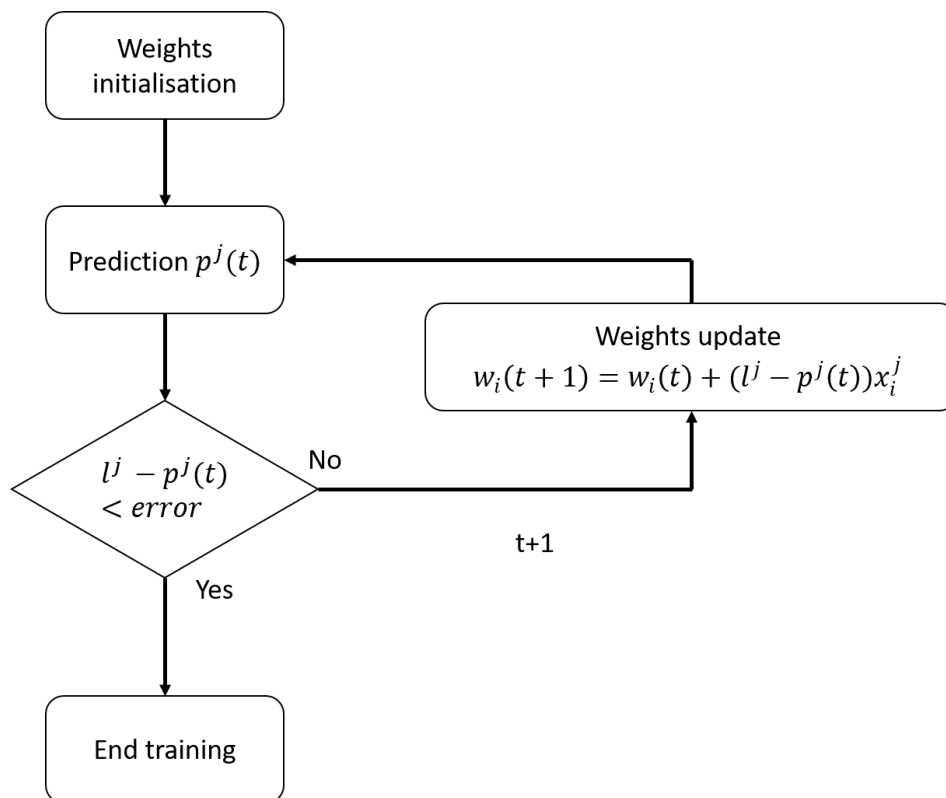 Weights
initialisation
Prediction p^j(t)
Weights update
w_i(t + 1) = w_i(t) + (l^j − p^j(t))x_i^j
l^j − p^j(t)
< error
No
t+1
Yes
End training